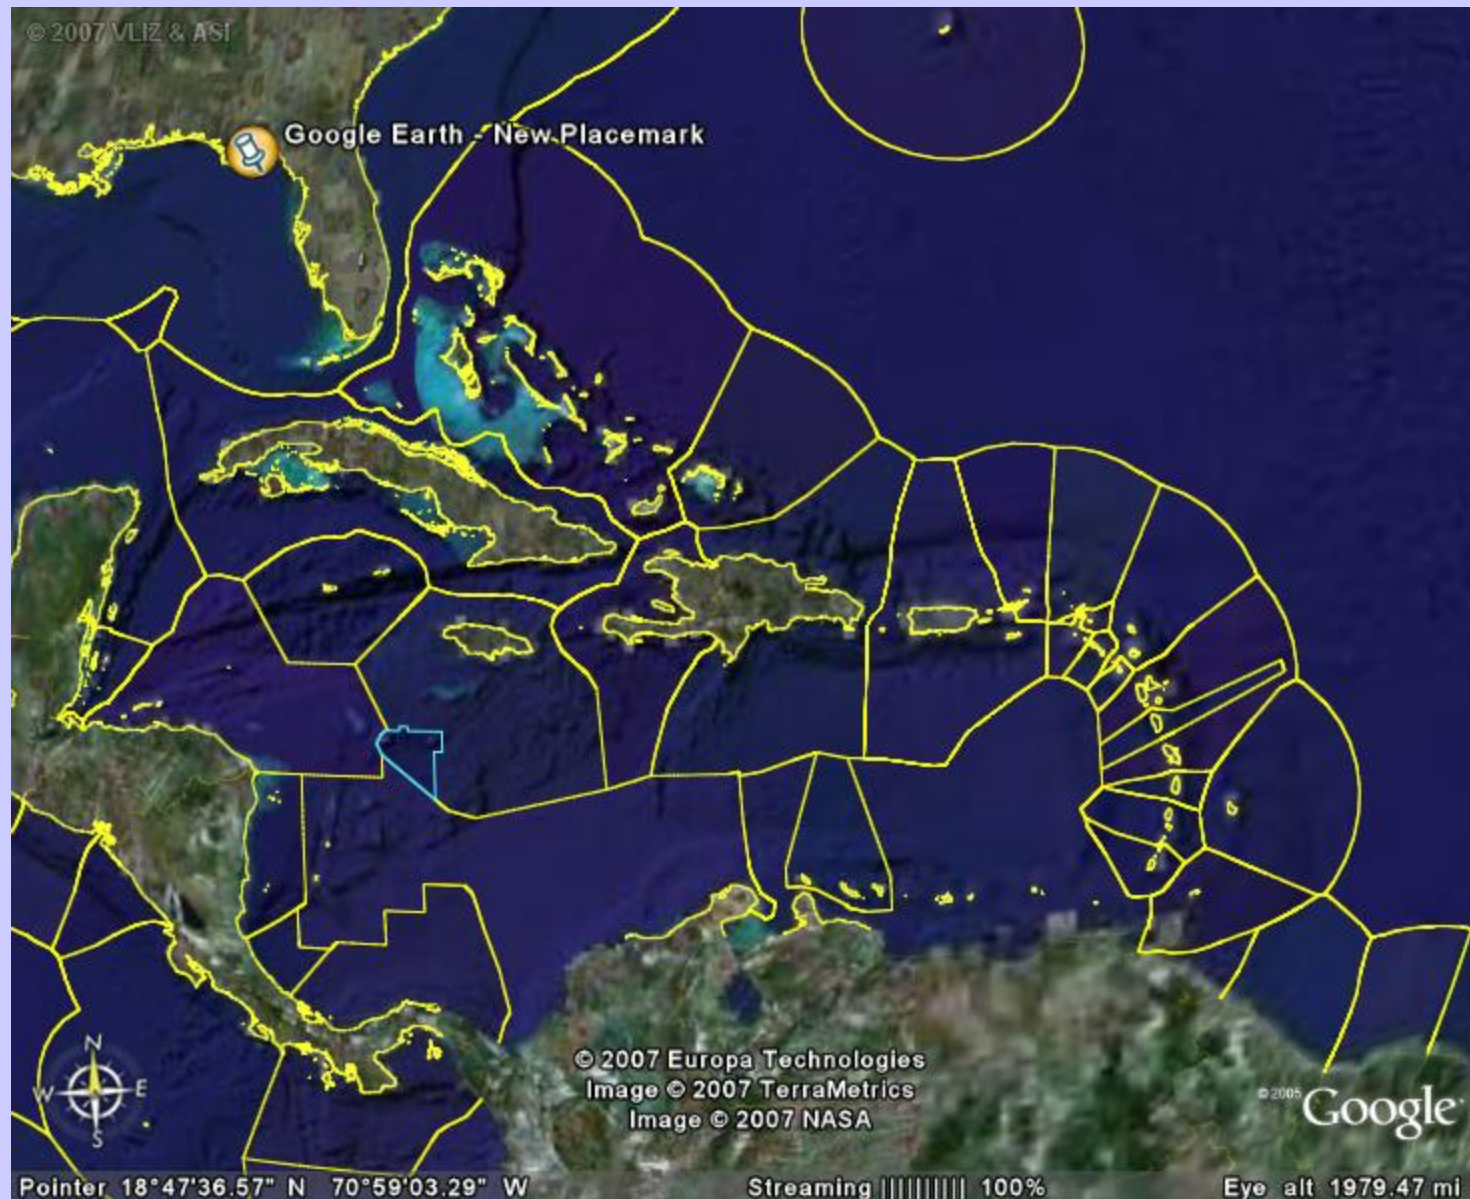 © 2007 VLIZ & ASI
Google Earth - New Placemark
N
W E
S
© 2007 Europa Technologies
Image © 2007 TerraMetrics
Image © 2007 NASA
© 2005 Google
Pointer 18°47'36.57" N 70°59'03.29" W Streaming |||||||||| 100% Eye alt 1979.47 mi